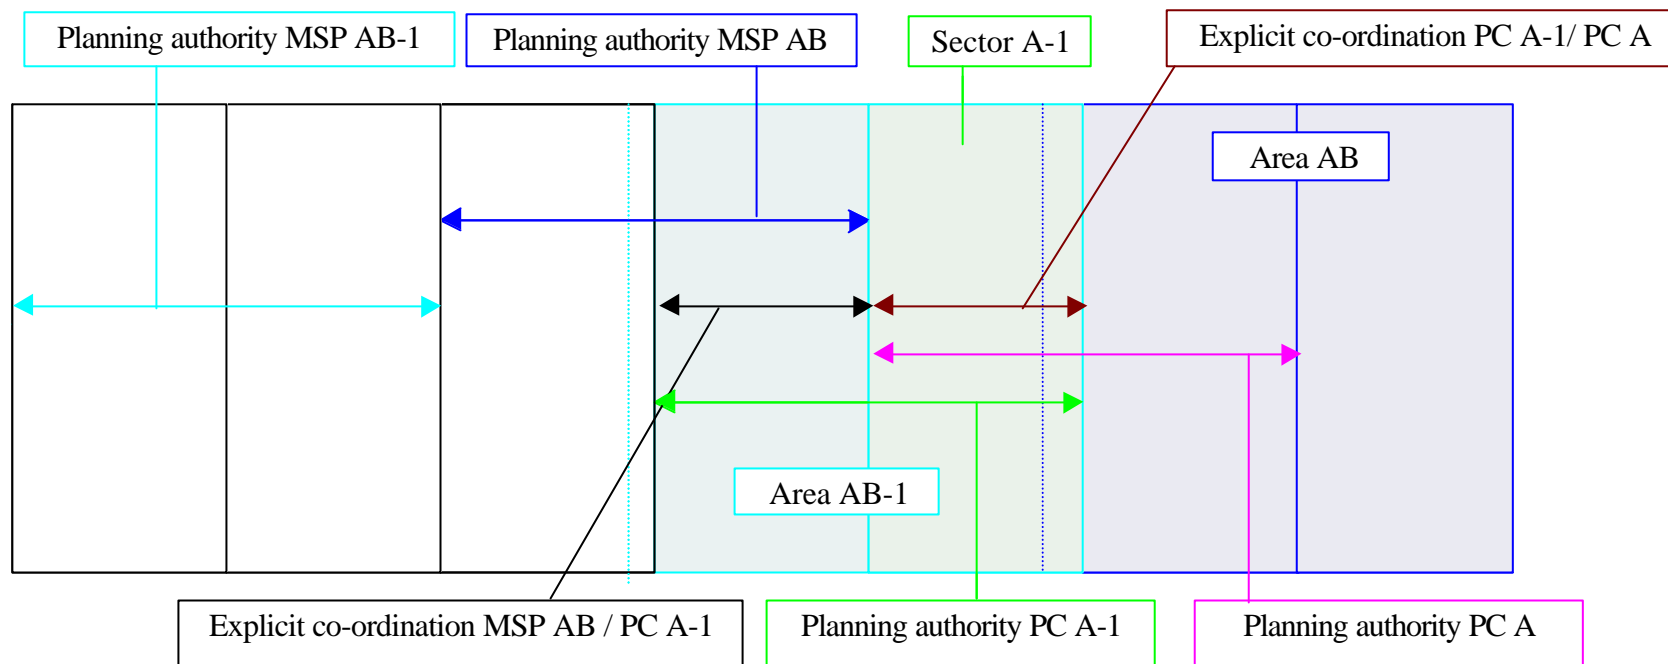 Planning authority MSP AB-1
Planning authority MSP AB
Sector A-1
Explicit co-ordination PC A-1/ PC A
Area AB
Area AB-1
Explicit co-ordination MSP AB / PC A-1
Planning authority PC A-1
Planning authority PC A